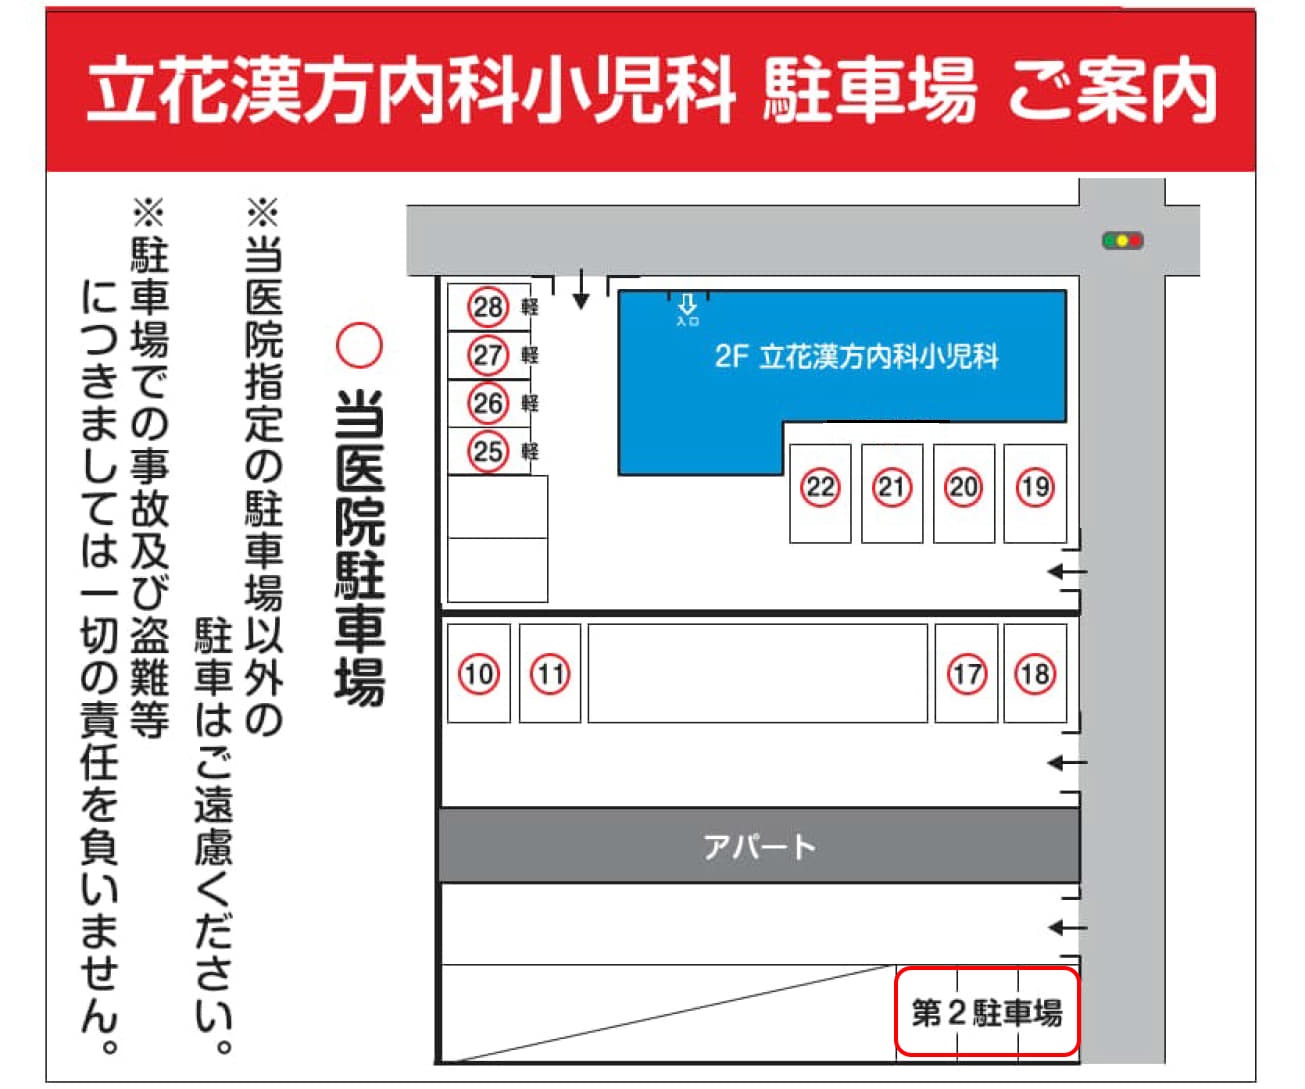 立花漢方内科小児科 駐車場 ご案内
○ 当医院駐車場
※当医院指定の駐車場以外の
駐車はご遠慮ください。
※駐車場での事故及び盗難等
につきましては一切の責任を負いません。
28 軽
27 軽
26 軽
25 軽
入口
2F 立花漢方内科小児科
22 21 20 19
10 11 17 18
アパート
第2駐車場